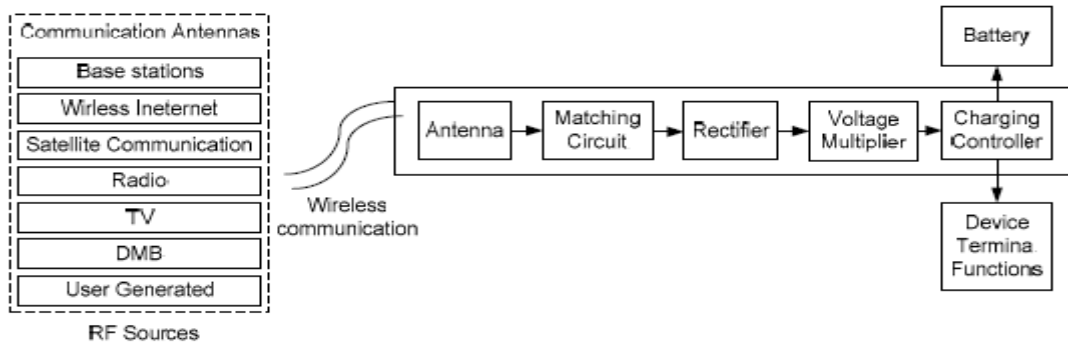 Communication Antennas
Base stations
Wirless Ineternet
Satellite Communication
Radio
TV
DMB
User Generated
RF Sources
Wireless
communication
Antenna
Matching
Circuit
Rectifier
Voltage
Multiplier
Charging
Controller
Battery
Device
Termina
Functions